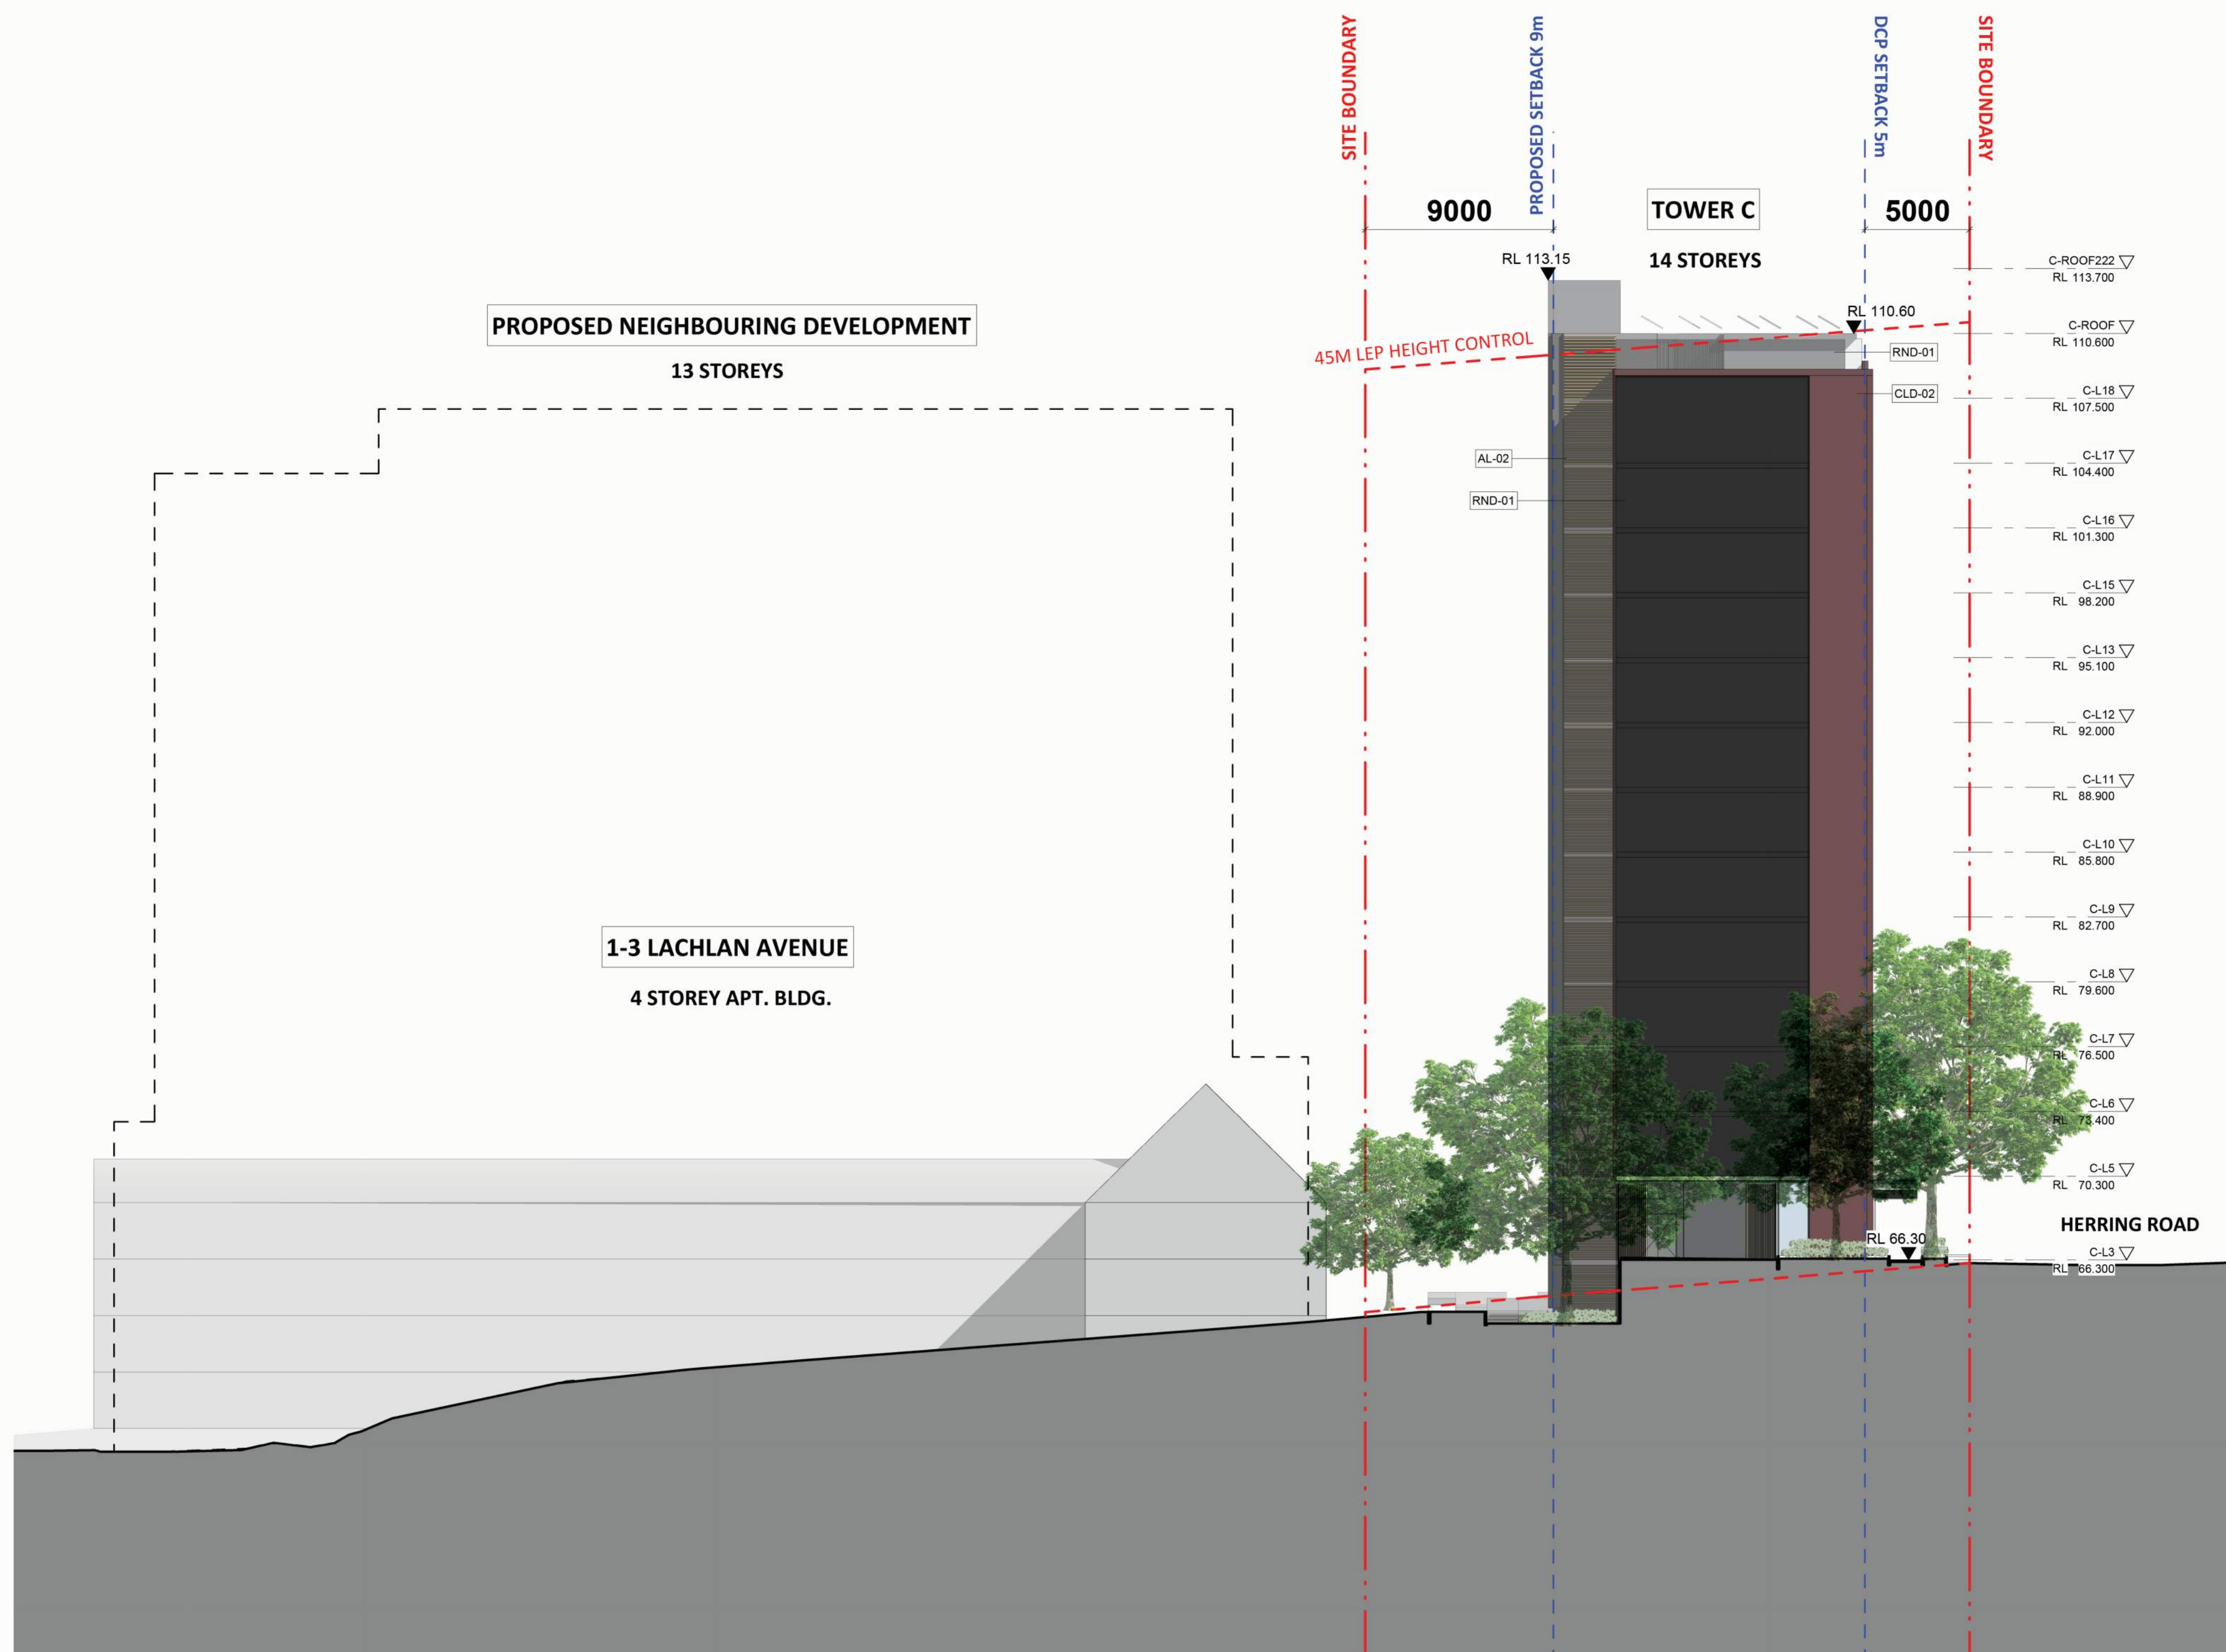 SITE BOUNDARY
PROPOSED SETBACK 9m
DCP SETBACK 5m
SITE BOUNDARY
9000
TOWER C
5000
14 STOREYS
RL 113.15
RL 110.60
45M LEP HEIGHT CONTROL
PROPOSED NEIGHBOURING DEVELOPMENT
13 STOREYS
RND-01
CLD-02
AL-02
RND-01
1-3 LACHLAN AVENUE
4 STOREY APT. BLDG.
C-ROOF222
RL 113.700
C-ROOF
RL 110.600
C-L18
RL 107.500
C-L17
RL 104.400
C-L16
RL 101.300
C-L15
RL 98.200
C-L13
RL 95.100
C-L12
RL 92.000
C-L11
RL 88.900
C-L10
RL 85.800
C-L9
RL 82.700
C-L8
RL 79.600
C-L7
RL 76.500
C-L6
RL 73.400
C-L5
RL 70.300
HERRING ROAD
RL 66.30
C-L3
RL 66.300